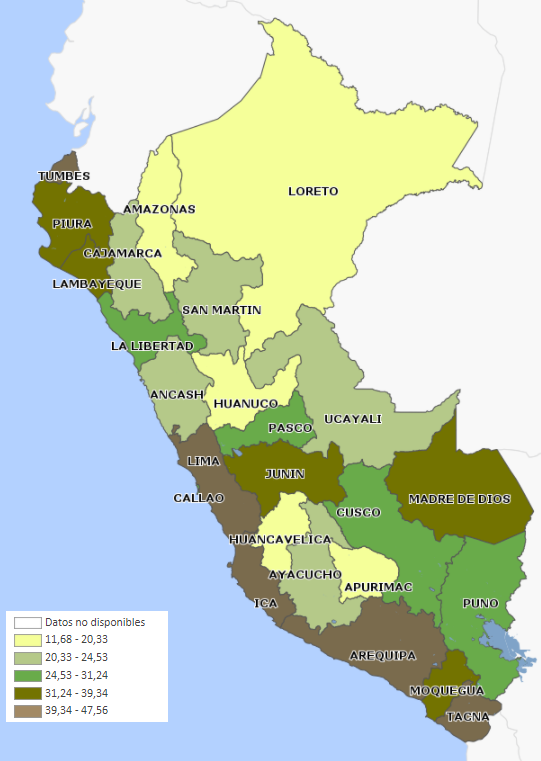 TUMBES
LORETO
AMAZONAS
PIURA
CAJAMARCA
LAMBAYEQUE
SAN MARTIN
LA LIBERTAD
ANCASH
HUANUCO
UCAYALI
PASCO
LIMA
JUNIN
CALLAO
MADRE DE DIOS
CUSCO
HUANCAVELICA
AYACUCHO
APURIMAC
ICA
PUNO
AREQUIPA
MOQUEGUA
TACNA
Datos no disponibles
11,68 - 20,33
20,33 - 24,53
24,53 - 31,24
31,24 - 39,34
39,34 - 47,56